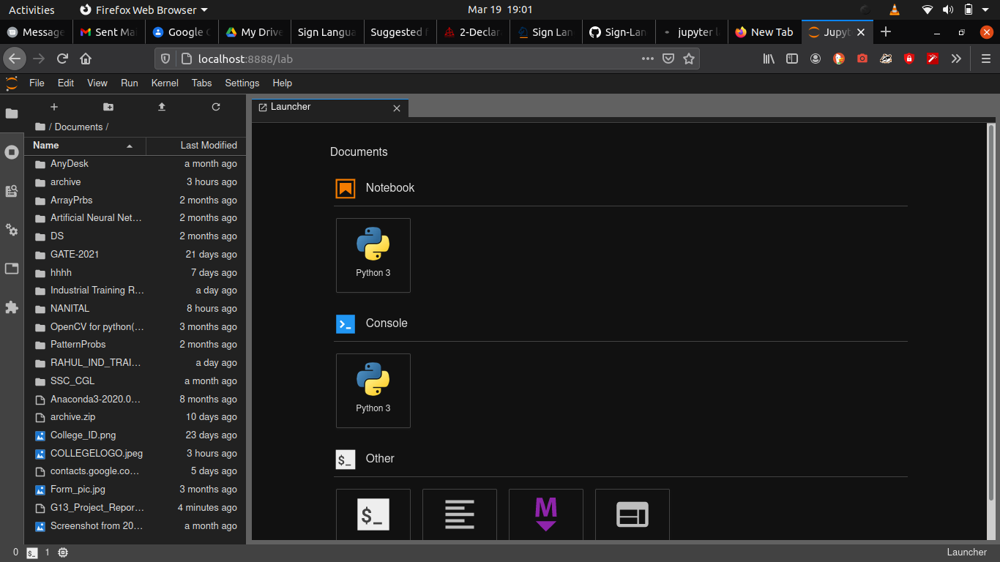 Activities Firefox Web Browser Mar 19 19:01
Message Sent Ma Google C My Drive Sign Langua Suggested f 2-Declara Sign Lan Sign-Lan jupyter l New Tab Jupyt
localhost:8888/lab
File Edit View Run Kernel Tabs Settings Help
Launcher
/ Documents /
Name Last Modified
AnyDesk a month ago
archive 3 hours ago
ArrayPrbs 2 months ago
Artificial Neural Net... 2 months ago
DS 2 months ago
GATE-2021 21 days ago
hhhh 7 days ago
Industrial Training R... a day ago
NANITAL 8 hours ago
OpenCV for python(... 3 months ago
PatternProbs 2 months ago
RAHUL_IND_TRAI... a day ago
SSC_CGL a month ago
Anaconda3-2020.0... 8 months ago
archive.zip 10 days ago
College_ID.png 23 days ago
COLLEGELOGO.jpeg 3 hours ago
contacts.google.co... 5 days ago
Form_pic.jpg 3 months ago
G13_Project_Repor... 4 minutes ago
Screenshot from 20... a month ago
Documents
Notebook
Python 3
Console
Python 3
$_ Other
$_ M
0 $_ 1 Launcher